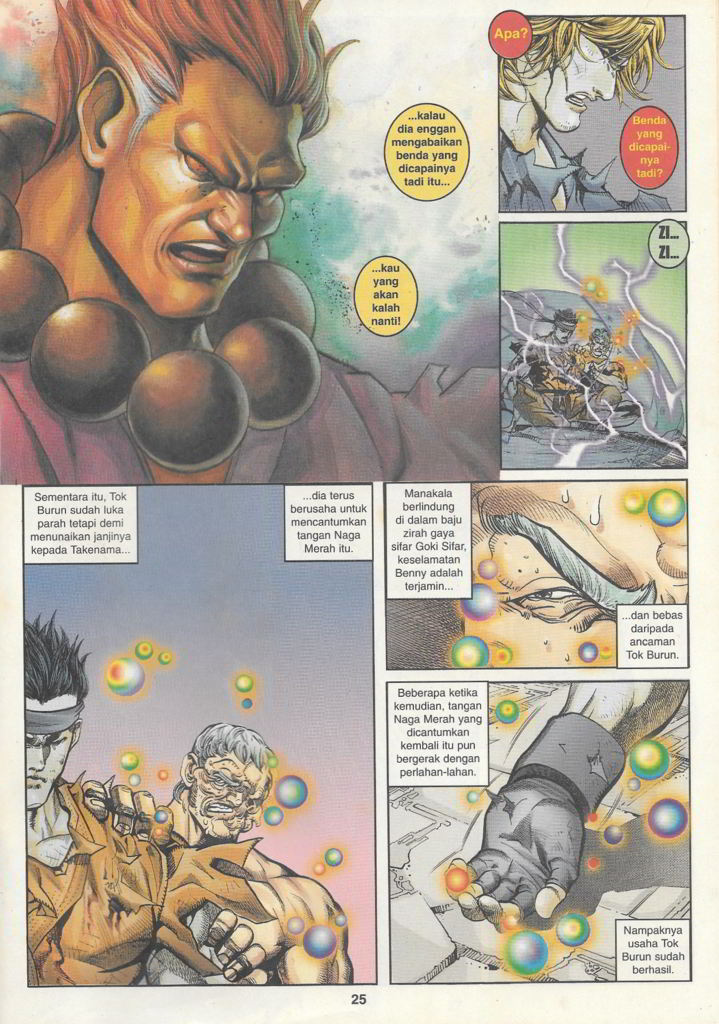 ...kalau
dia enggan
mengabaikan
benda yang
dicapainya
tadi itu...
...kau
yang
akan
kalah
nanti!
Apa?
Benda
yang
dicapai-
nya
tadi?
ZI...
ZI...
Sementara itu, Tok
Burun sudah luka
parah tetapi demi
menunaikan janjinya
kepada Takenama...
...dia terus
berusaha untuk
mencantumkan
tangan Naga
Merah itu.
Manakala
berlindung
di dalam baju
zirah gaya
sifar Goki Sifar,
keselamatan
Benny adalah
terjamin...
...dan bebas
daripada
ancaman
Tok Burun.
Beberapa ketika
kemudian, tangan
Naga Merah yang
dicantumkan
kembali itu pun
bergerak dengan
perlahan-lahan.
Nampaknya
usaha Tok
Burun sudah
berhasil.
25